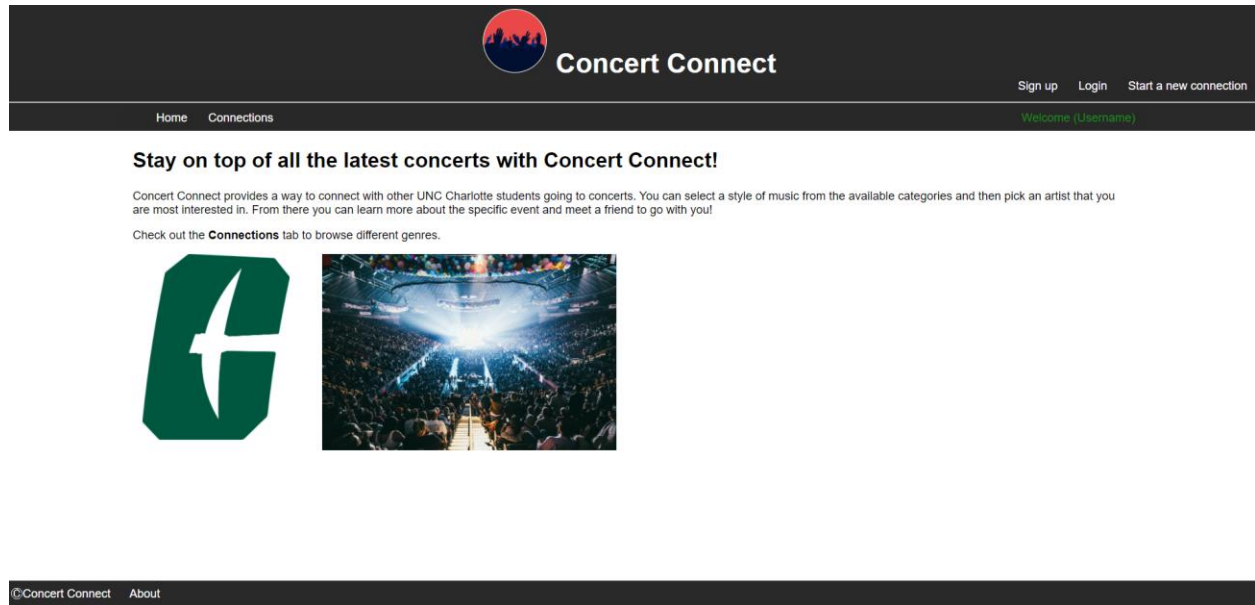 Concert Connect
Sign up Login Start a new connection
Home Connections Welcome (Username)
Stay on top of all the latest concerts with Concert Connect!
Concert Connect provides a way to connect with other UNC Charlotte students going to concerts. You can select a style of music from the available categories and then pick an artist that you
are most interested in. From there you can learn more about the specific event and meet a friend to go with you!
Check out the Connections tab to browse different genres.
©Concert Connect About